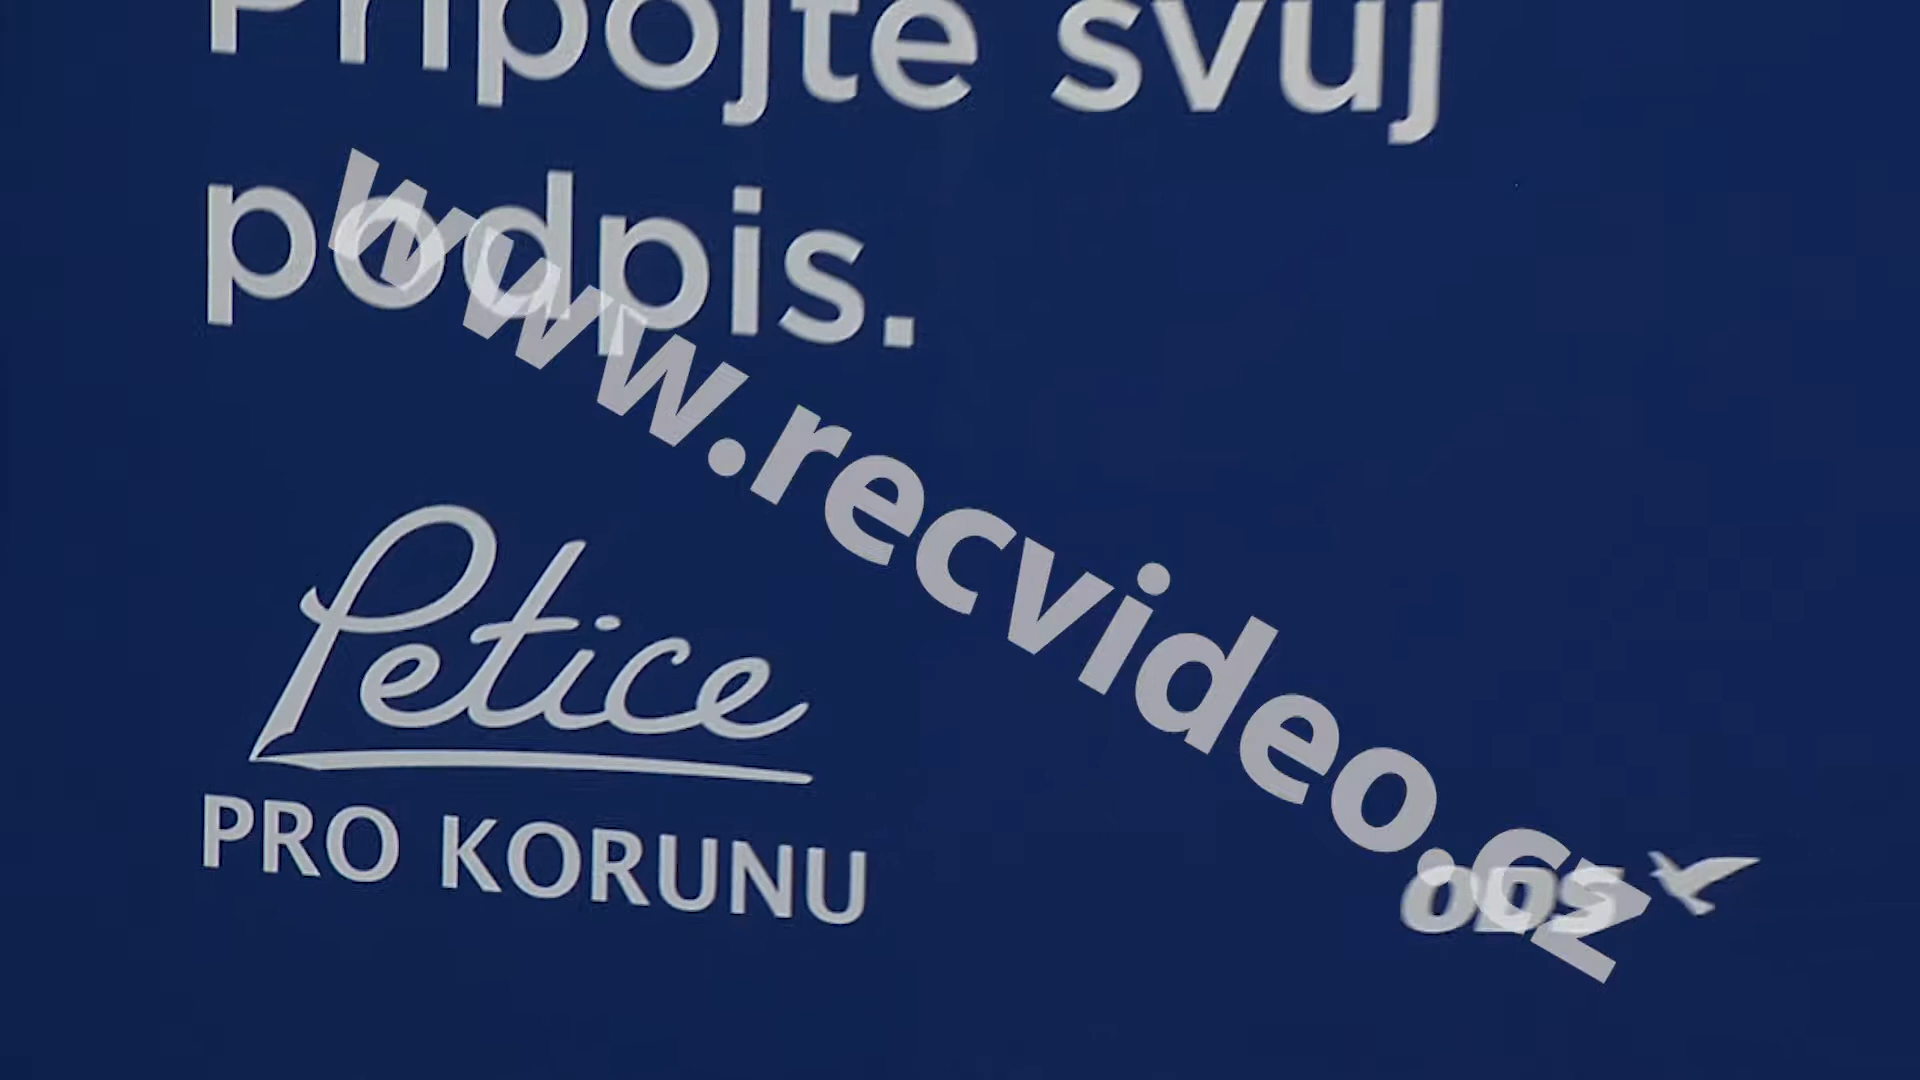 Připojte svůj
podpis.
www.recvideo.cz
Petice
PRO KORUNU
ODS